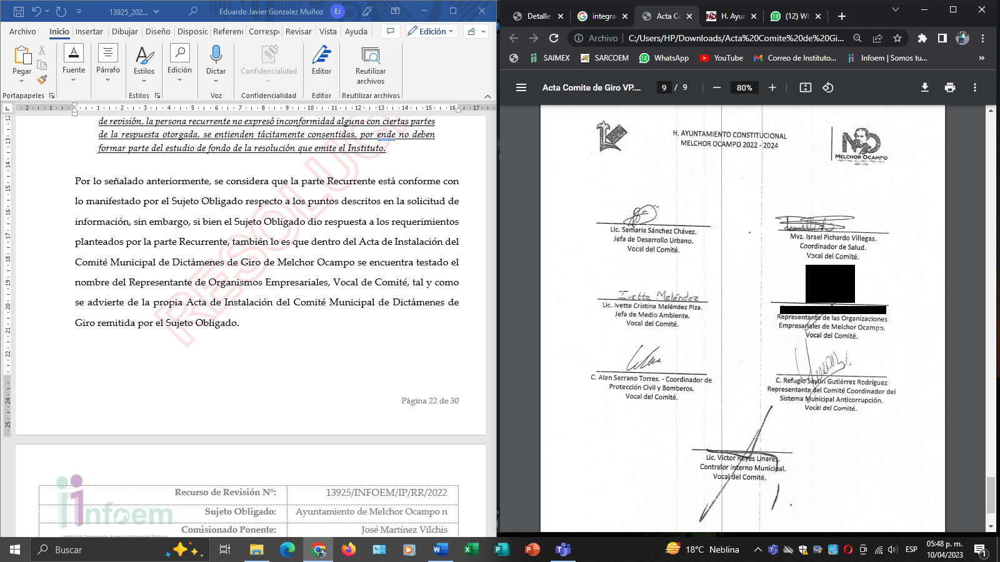 13925_202...
Eduardo Javier Gonzalez Muñoz
EJ
Archivo Inicio Insertar Dibujar Diseño Disposic Referenc Corresp Revisar Vista Ayuda
Edición
Pegar
Fuente
Párrafo
Estilos
Edición
Dictar
Confidencialidad
Editor
Reutilizar
archivos
Portapapeles
Estilos
Voz
Confidencialidad
Editor
Reutilizar archivos
de revisión, la persona recurrente no expresó inconformidad alguna con ciertas partes
de la respuesta otorgada, se entienden tácitamente consentidas, por ende no deben
formar parte del estudio de fondo de la resolución que emite el Instituto.
Por lo señalado anteriormente, se considera que la parte Recurrente está conforme con
lo manifestado por el Sujeto Obligado respecto a los puntos descritos en la solicitud de
información, sin embargo, si bien el Sujeto Obligado dio respuesta a los requerimientos
planteados por la parte Recurrente, también lo es que dentro del Acta de Instalación del
Comité Municipal de Dictámenes de Giro de Melchor Ocampo se encuentra testado el
nombre del Representante de Organismos Empresariales, Vocal de Comité, tal y como
se advierte de la propia Acta de Instalación del Comité Municipal de Dictámenes de
Giro remitida por el Sujeto Obligado.
RESOLUCI
Página 22 de 30
infoem
Recurso de Revisión N°: 13925/INFOEM/IP/RR/2022
Sujeto Obligado: Ayuntamiento de Melchor Ocampo n
Comisionado Ponente: José Martínez Vilchis
Detalle
integra
Acta Co
H. Ayun
(12) Wh
Archivo
C:/Users/HP/Downloads/Acta%20Comite%20de%20Gi...
SAIMEX
SARCOEM
WhatsApp
YouTube
Correo de Instituto...
Infoem | Somos tu...
Acta Comite de Giro VP....
9 / 9
80%
H. AYUNTAMIENTO CONSTITUCIONAL
MELCHOR OCAMPO 2022 - 2024
MELCHOR OCAMPO
Lic. Samaria Sánchez Chávez.
Jefa de Desarrollo Urbano.
Vocal del Comité.
Mvz. Israel Pichardo Villegas.
Coordinador de Salud.
Vocal del Comité.
Ivette Meléndez
Lic. Ivette Cristina Meléndez Piza.
Jefa de Medio Ambiente.
Vocal del Comité.
Representante de las Organizaciones
Empresariales de Melchor Ocampo.
Vocal del Comité.
C. Alan Serrano Torres. - Coordinador de
Protección Civil y Bomberos.
Vocal del Comité.
C. Refugio Sayuri Gutiérrez Rodríguez
Representante del Comité Coordinador del
Sistema Municipal Anticorrupción.
Vocal del Comité.
Lic. Víctor Reyes Linares.
Contralor Interno Municipal.
Vocal del Comité.
Buscar
18°C Neblina
ESP
05:48 p. m.
10/04/2023
1